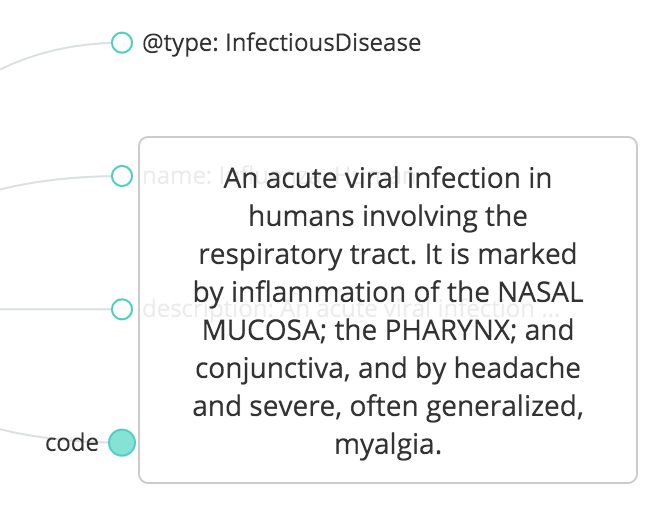 @type: InfectiousDisease
name: Influenza, Human
An acute viral infection in
humans involving the
respiratory tract. It is marked
by inflammation of the NASAL
description: An acute viral infection ...
MUCOSA; the PHARYNX; and
conjunctiva, and by headache
and severe, often generalized,
myalgia.
code